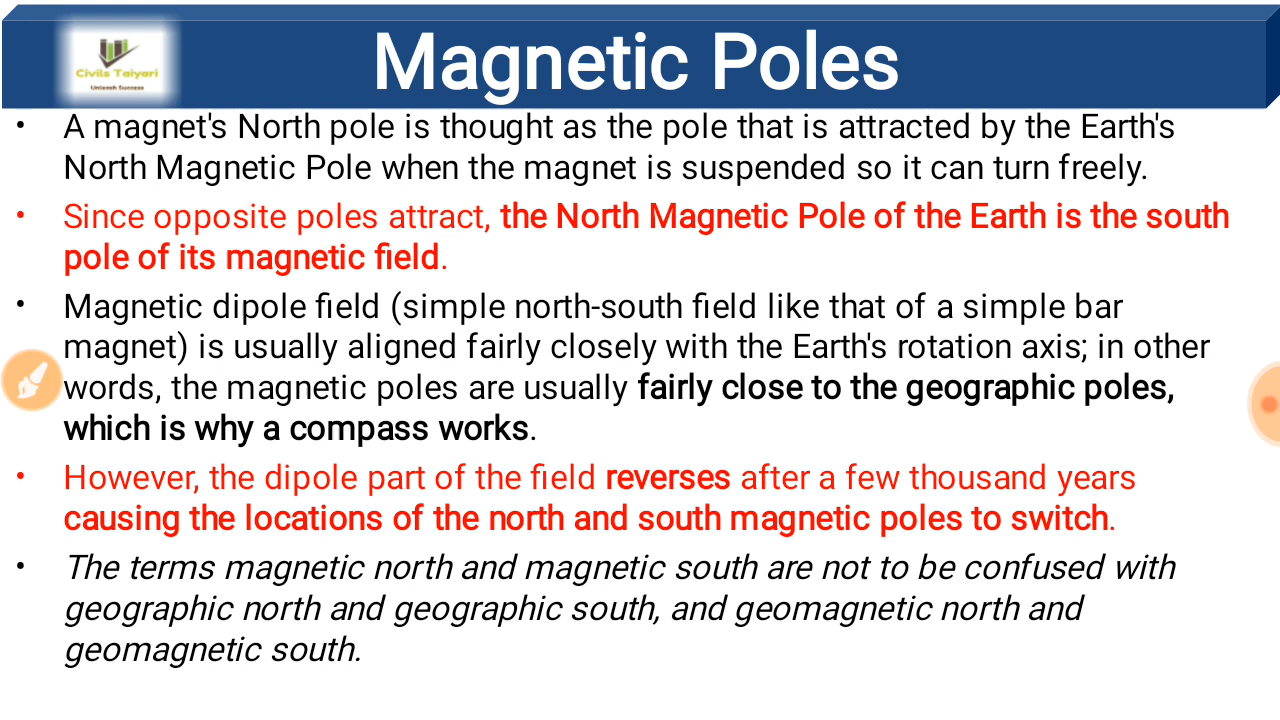 Magnetic Poles
Civils Taiyari
Unleash Success
• A magnet's North pole is thought as the pole that is attracted by the Earth's
North Magnetic Pole when the magnet is suspended so it can turn freely.
• Since opposite poles attract, the North Magnetic Pole of the Earth is the south
pole of its magnetic field.
• Magnetic dipole field (simple north-south field like that of a simple bar
magnet) is usually aligned fairly closely with the Earth's rotation axis; in other
words, the magnetic poles are usually fairly close to the geographic poles,
which is why a compass works.
• However, the dipole part of the field reverses after a few thousand years
causing the locations of the north and south magnetic poles to switch.
• The terms magnetic north and magnetic south are not to be confused with
geographic north and geographic south, and geomagnetic north and
geomagnetic south.